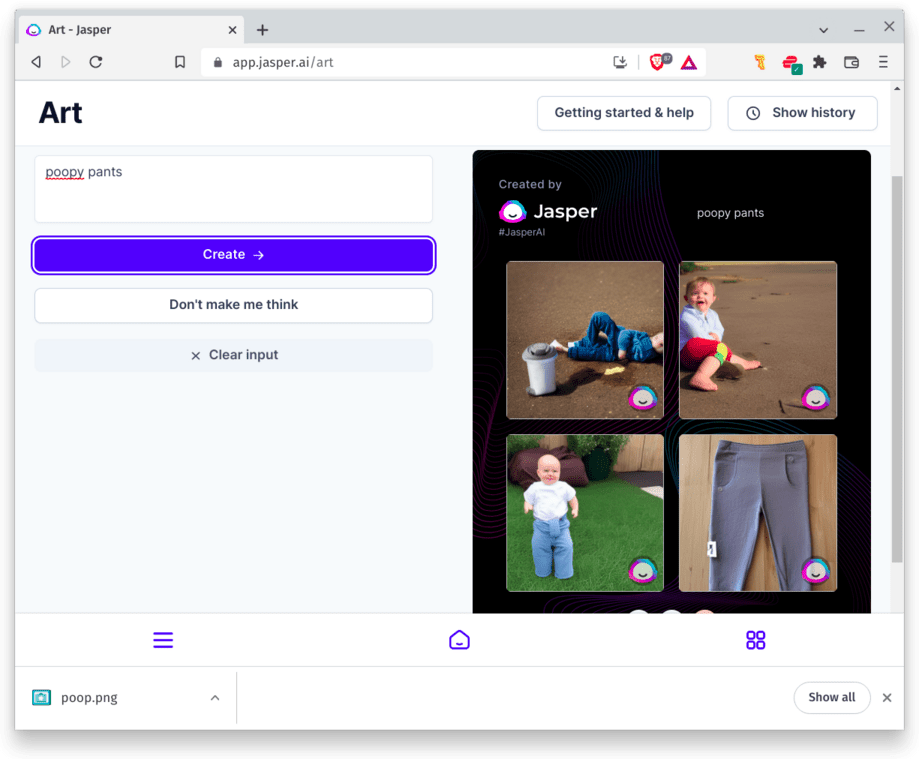 Art - Jasper
app.jasper.ai/art
Art
Getting started & help
Show history
poopy pants
Create →
Don't make me think
× Clear input
Created by
Jasper
#JasperAI
poopy pants
poop.png
Show all